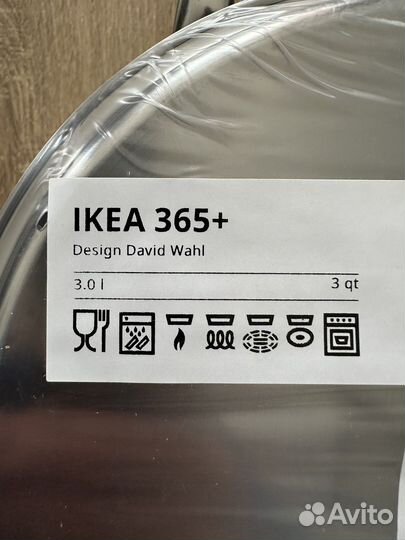 IKEA 365+
Design David Wahl
3.0 l 3 qt
Avito